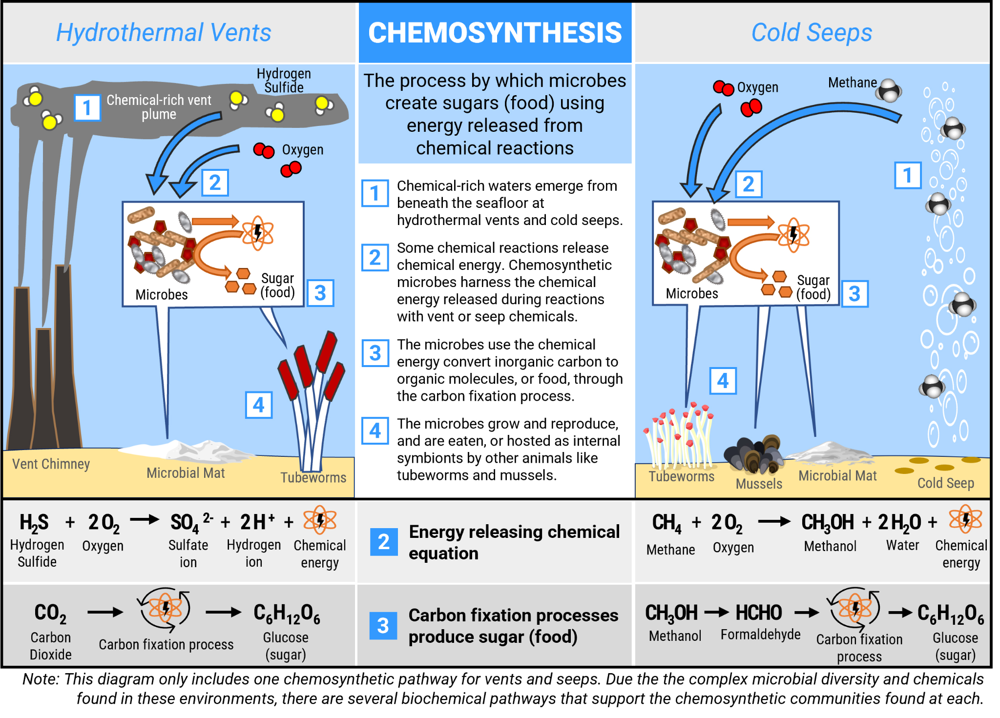 Hydrothermal Vents
CHEMOSYNTHESIS
Cold Seeps
Hydrogen
Sulfide
1
Chemical-rich vent
plume
Oxygen
2
Microbes
Sugar
(food)
3
4
Vent Chimney
Microbial Mat
Tubeworms
The process by which microbes
create sugars (food) using
energy released from
chemical reactions
1
Chemical-rich waters emerge from
beneath the seafloor at
hydrothermal vents and cold seeps.
2
Some chemical reactions release
chemical energy. Chemosynthetic
microbes harness the chemical
energy released during reactions
with vent or seep chemicals.
3
The microbes use the chemical
energy convert inorganic carbon to
organic molecules, or food, through
the carbon fixation process.
4
The microbes grow and reproduce,
and are eaten, or hosted as internal
symbionts by other animals like
tubeworms and mussels.
Oxygen
Methane
1
2
Microbes
Sugar
(food)
3
4
Tubeworms
Mussels
Microbial Mat
Cold Seep
H₂S + 2 O₂ → SO₄ ²⁻ + 2 H⁺ +
Hydrogen
Sulfide
Oxygen
Sulfate
ion
Hydrogen
ion
Chemical
energy
2
Energy releasing chemical
equation
CH₄ + 2 O₂ → CH₃OH + 2 H₂O +
Methane
Oxygen
Methanol
Water
Chemical
energy
CO₂ → → C₆H₁₂O₆
Carbon
Dioxide
Carbon fixation process
Glucose
(sugar)
3
Carbon fixation processes
produce sugar (food)
CH₃OH → HCHO → → C₆H₁₂O₆
Methanol
Formaldehyde
Carbon fixation
process
Glucose
(sugar)
Note: This diagram only includes one chemosynthetic pathway for vents and seeps. Due the the complex microbial diversity and chemicals
found in these environments, there are several biochemical pathways that support the chemosynthetic communities found at each.